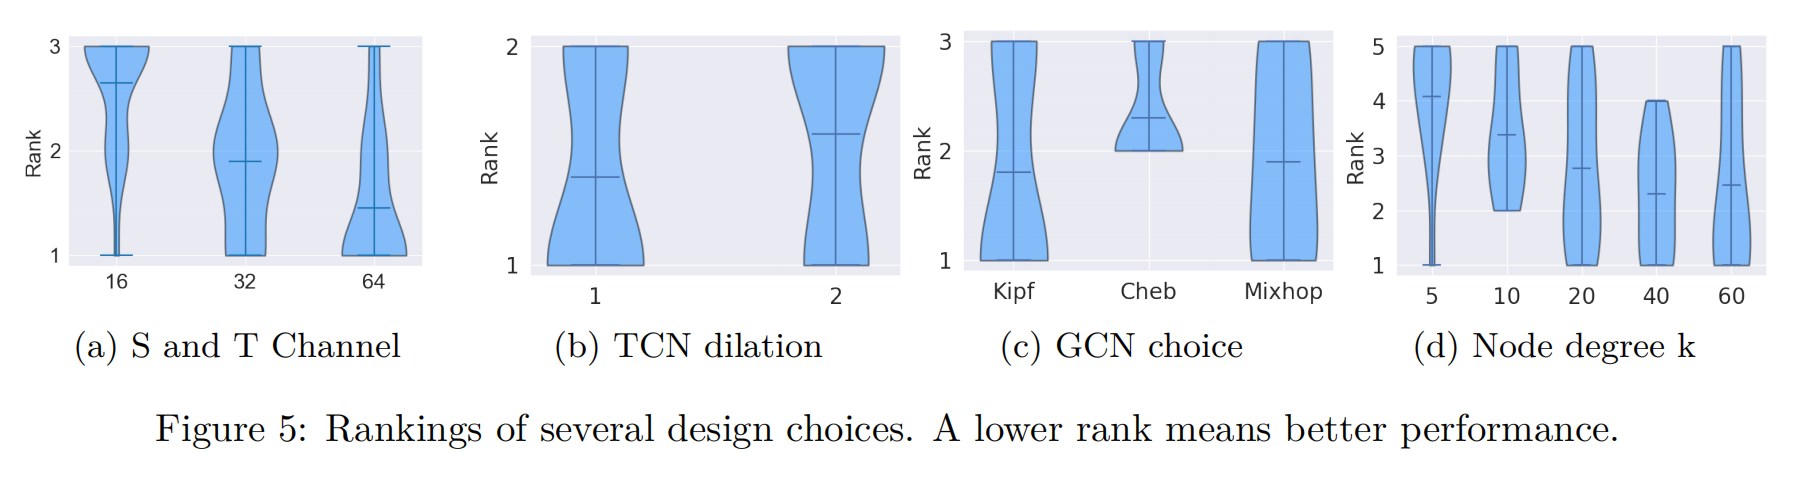 Rank
3
2
1
16 32 64
(a) S and T Channel
Rank
2
1
1 2
(b) TCN dilation
Rank
3
2
1
Kipf Cheb Mixhop
(c) GCN choice
Rank
5
4
3
2
1
5 10 20 40 60
(d) Node degree k
Figure 5: Rankings of several design choices. A lower rank means better performance.